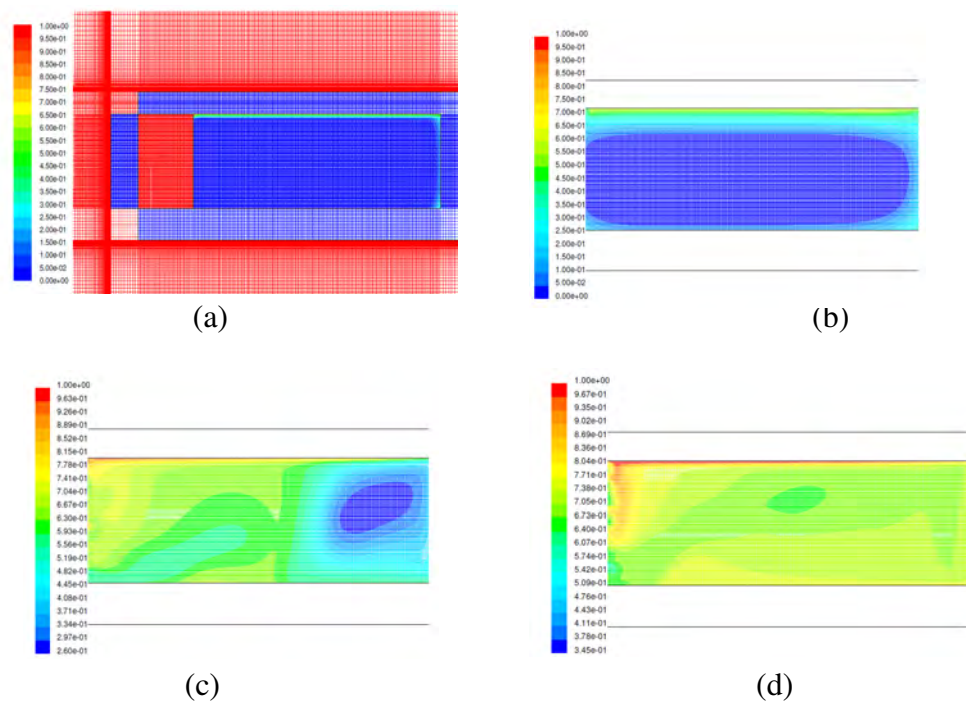 1.00e+00
9.50e-01
9.00e-01
8.50e-01
8.00e-01
7.50e-01
7.00e-01
6.50e-01
6.00e-01
5.50e-01
5.00e-01
4.50e-01
4.00e-01
3.50e-01
3.00e-01
2.50e-01
2.00e-01
1.50e-01
1.00e-01
5.00e-02
0.00e+00
(a)
1.00e+00
9.50e-01
9.00e-01
8.50e-01
8.00e-01
7.50e-01
7.00e-01
6.50e-01
6.00e-01
5.50e-01
5.00e-01
4.50e-01
4.00e-01
3.50e-01
3.00e-01
2.50e-01
2.00e-01
1.50e-01
1.00e-01
5.00e-02
0.00e+00
(b)
1.00e+00
9.63e-01
9.26e-01
8.89e-01
8.52e-01
8.15e-01
7.78e-01
7.41e-01
7.04e-01
6.67e-01
6.30e-01
5.93e-01
5.56e-01
5.19e-01
4.82e-01
4.45e-01
4.08e-01
3.71e-01
3.34e-01
2.97e-01
2.60e-01
(c)
1.00e+00
9.67e-01
9.35e-01
9.02e-01
8.69e-01
8.36e-01
8.04e-01
7.71e-01
7.38e-01
7.05e-01
6.73e-01
6.40e-01
6.07e-01
5.74e-01
5.42e-01
5.09e-01
4.76e-01
4.43e-01
4.11e-01
3.78e-01
3.45e-01
(d)